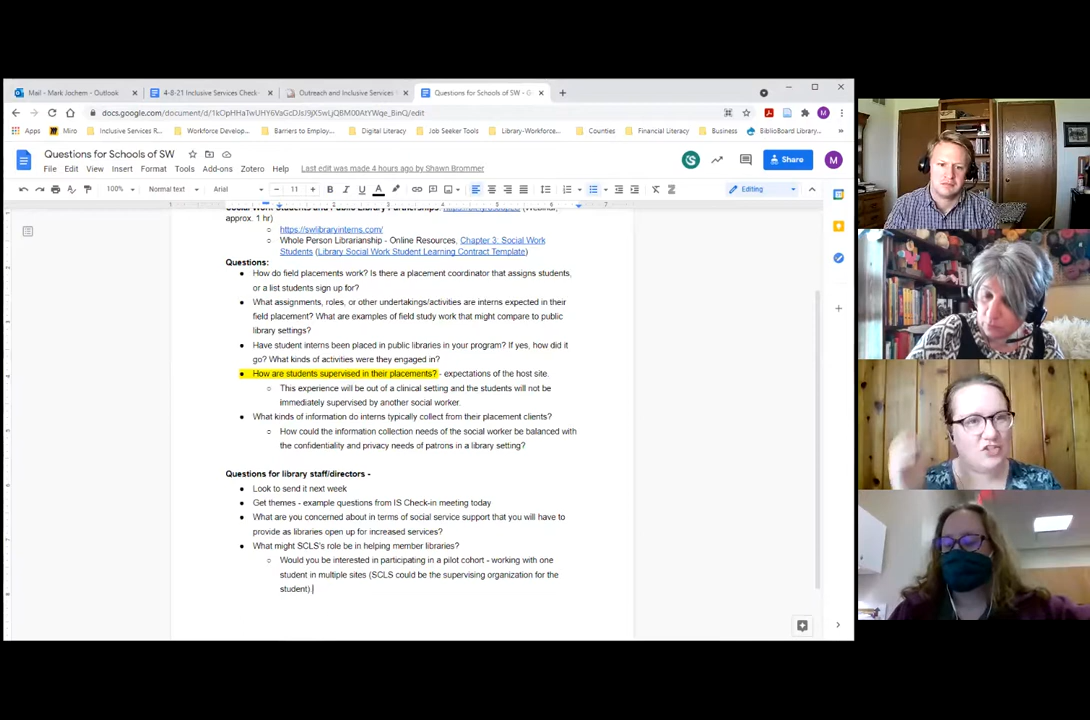 Mail - Mark Jochem - Outlook
4-8-21 Inclusive Services Check-
Outreach and Inclusive Services
Questions for Schools of SW - G
docs.google.com/document/d/
/edit
Apps Miro Inclusive Services R... Workforce Develop... Barriers to Employ... Digital Literacy Job Seeker Tools Library-Workforce... Counties Financial Literacy Business BiblioBoard Library...
Questions for Schools of SW
File Edit View Insert Format Tools Add-ons Zotero Help Last edit was made 4 hours ago by Shawn Brommer
Share
M
100% Normal text Arial 11 Editing
Social Work Students and Public Library Partnerships (Webinar,
approx. 1 hr)
https://swlibraryinterns.com/
Whole Person Librarianship - Online Resources, Chapter 3. Social Work
Students (Library Social Work Student Learning Contract Template)
Questions:
How do field placements work? Is there a placement coordinator that assigns students,
or a list students sign up for?
What assignments, roles, or other undertakings/activities are interns expected in their
field placement? What are examples of field study work that might compare to public
library settings?
Have student interns been placed in public libraries in your program? If yes, how did it
go? What kinds of activities were they engaged in?
How are students supervised in their placements? - expectations of the host site.
This experience will be out of a clinical setting and the students will not be
immediately supervised by another social worker.
What kinds of information do interns typically collect from their placement clients?
How could the information collection needs of the social worker be balanced with
the confidentiality and privacy needs of patrons in a library setting?
Questions for library staff/directors -
Look to send it next week
Get themes - example questions from IS Check-in meeting today
What are you concerned about in terms of social service support that you will have to
provide as libraries open up for increased services?
What might SCLS's role be in helping member libraries?
Would you be interested in participating in a pilot cohort - working with one
student in multiple sites (SCLS could be the supervising organization for the
student)